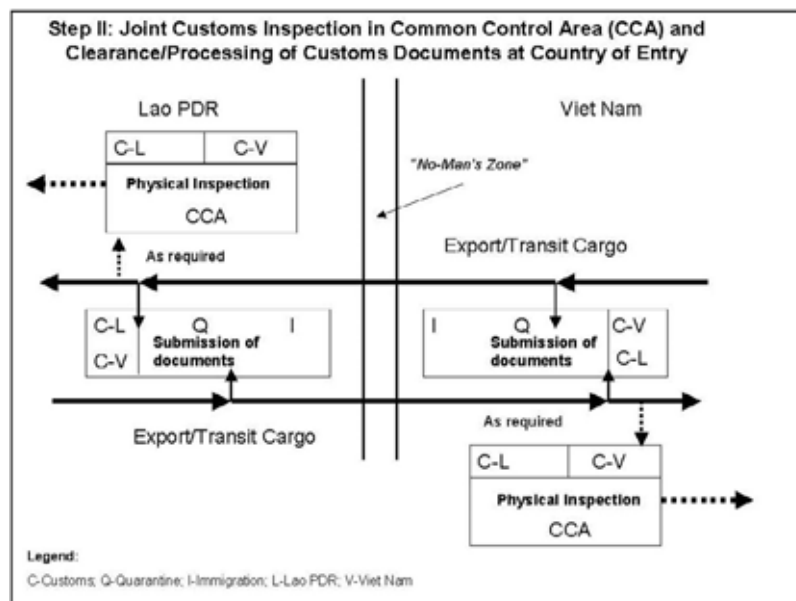 Step II: Joint Customs Inspection in Common Control Area (CCA) and
Clearance/Processing of Customs Documents at Country of Entry
Lao PDR
Viet Nam
C-L C-V
Physical Inspection
CCA
"No-Man's Zone"
As required
Export/Transit Cargo
C-L Q I
Submission of
documents
C-V
I Q C-V
Submission of
documents
C-L
Export/Transit Cargo
As required
C-L C-V
Physical Inspection
CCA
Legend:
C-Customs; Q-Quarantine; I-Immigration; L-Lao PDR; V-Viet Nam